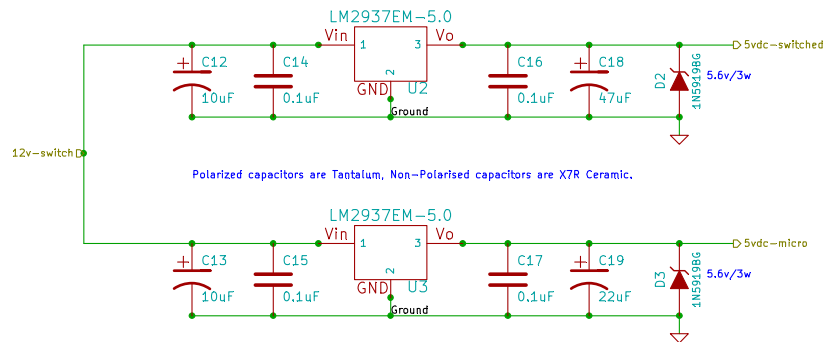 LM2937EM-5.0
Vin
1
3
Vo
5vdc-switched
C12
10uF
C14
0.1uF
2
GND
U2
Ground
C16
0.1uF
C18
47uF
D2
1N5919BG
5.6v/3w
12v-switch
Polarized capacitors are Tantalum, Non-Polarised capacitors are X7R Ceramic.
LM2937EM-5.0
Vin
1
3
Vo
5vdc-micro
C13
10uF
C15
0.1uF
2
GND
U3
Ground
C17
0.1uF
C19
22uF
D3
1N5919BG
5.6v/3w